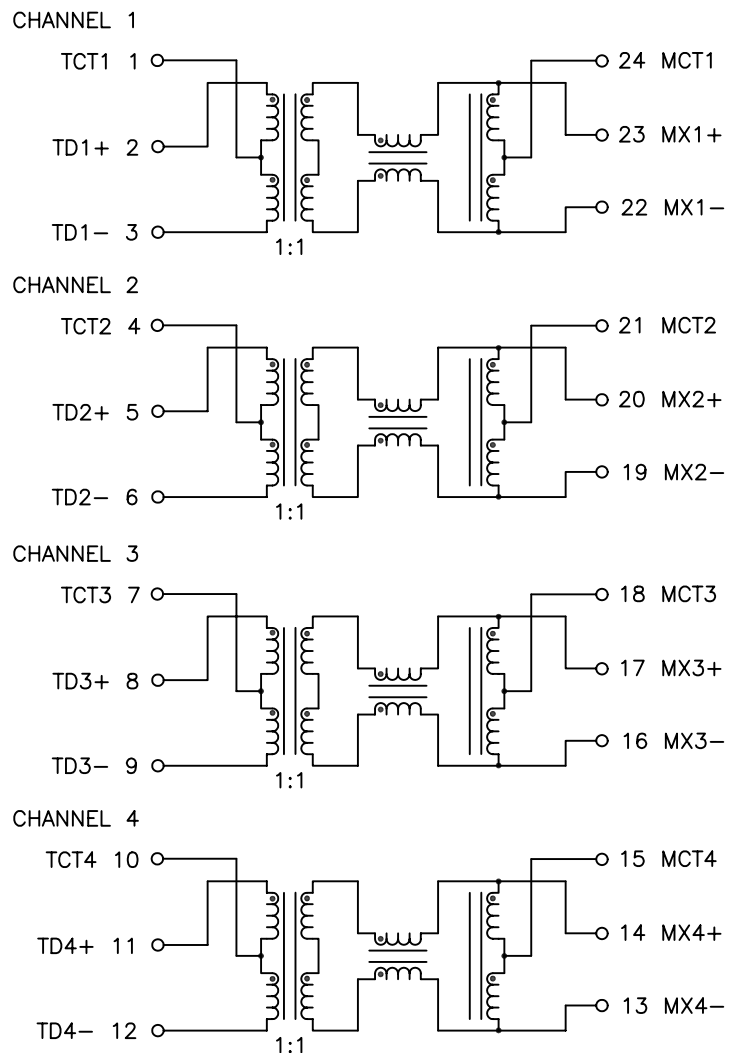 CHANNEL 1
TCT1 1 24 MCT1
TD1+ 2 23 MX1+
22 MX1−
TD1− 3
1:1
CHANNEL 2
TCT2 4 21 MCT2
TD2+ 5 20 MX2+
19 MX2−
TD2− 6
1:1
CHANNEL 3
TCT3 7 18 MCT3
TD3+ 8 17 MX3+
16 MX3−
TD3− 9
1:1
CHANNEL 4
TCT4 10 15 MCT4
TD4+ 11 14 MX4+
13 MX4−
TD4− 12
1:1